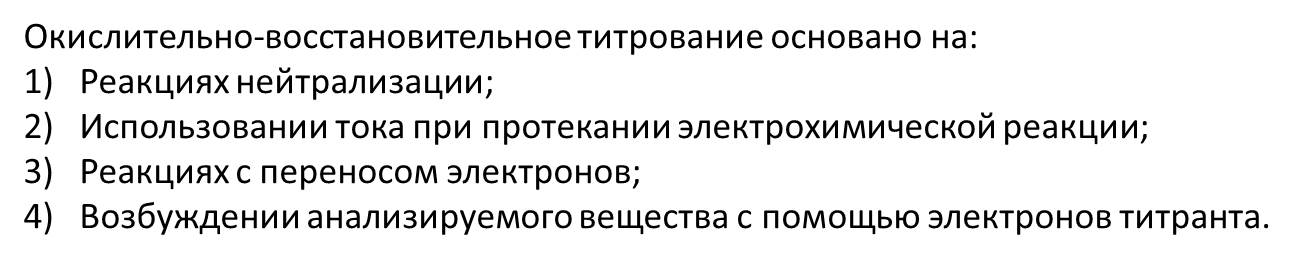 Окислительно-восстановительное титрование основано на:
1) Реакциях нейтрализации;
2) Использовании тока при протекании электрохимической реакции;
3) Реакциях с переносом электронов;
4) Возбуждении анализируемого вещества с помощью электронов титранта.